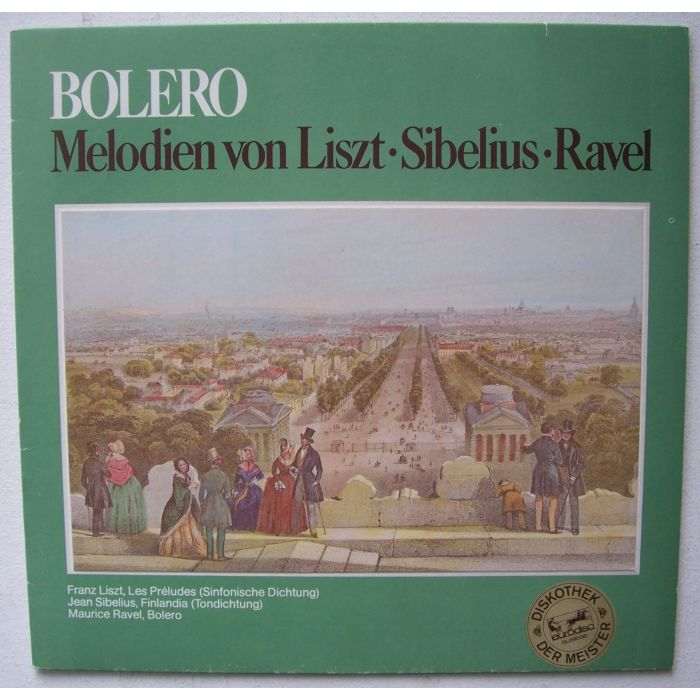 BOLERO
Melodien von Liszt · Sibelius · Ravel
Franz Liszt, Les Préludes (Sinfonische Dichtung)
Jean Sibelius, Finlandia (Tondichtung)
Maurice Ravel, Bolero
DISKOTHEK
eurodisc
DER MEISTER